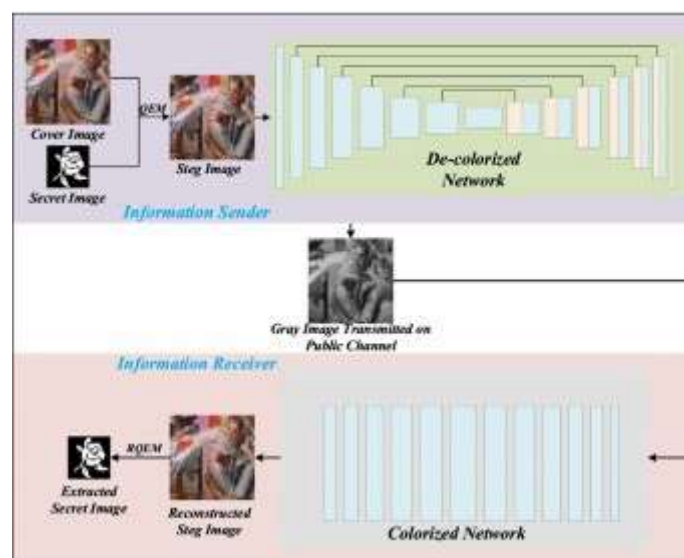 Cover Image
QEM
Secret Image
Steg Image
De-colorized
Network
Information Sender
Gray Image Transmitted on
Public Channel
Information Receiver
RQEM
Extracted
Secret Image
Reconstructed
Steg Image
Colorized Network